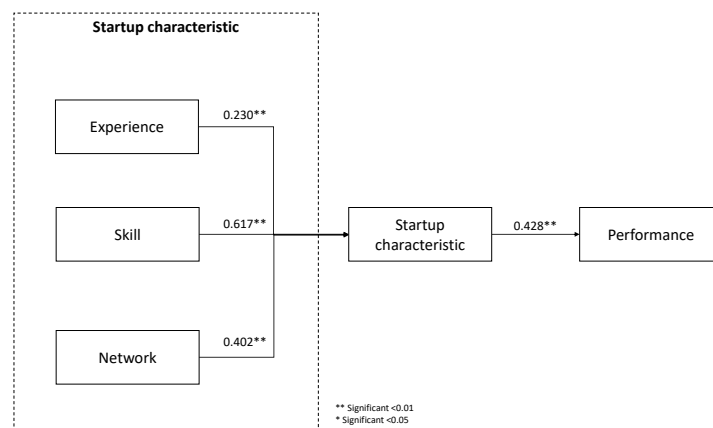 Startup characteristic
Experience
0.230**
Skill
0.617**
Startup
characteristic
0.428**
Performance
Network
0.402**
** Significant <0.01
* Significant <0.05